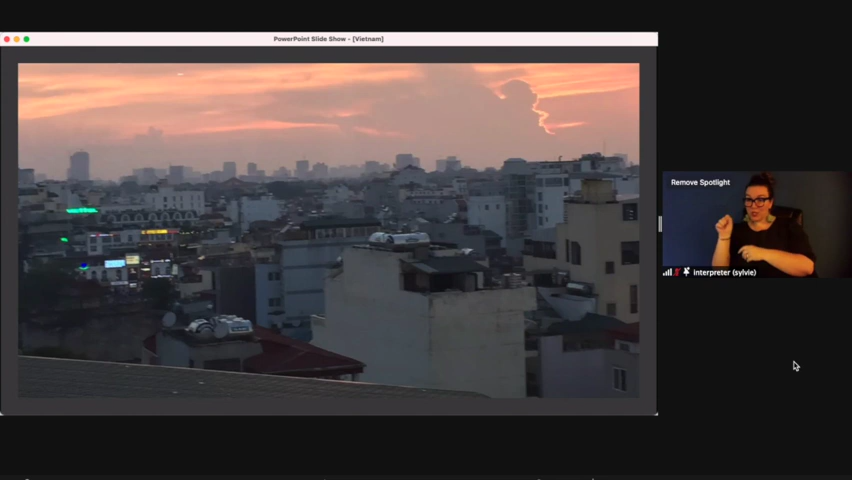 PowerPoint Slide Show - [Vietnam]
Remove Spotlight
interpreter (sylvie)